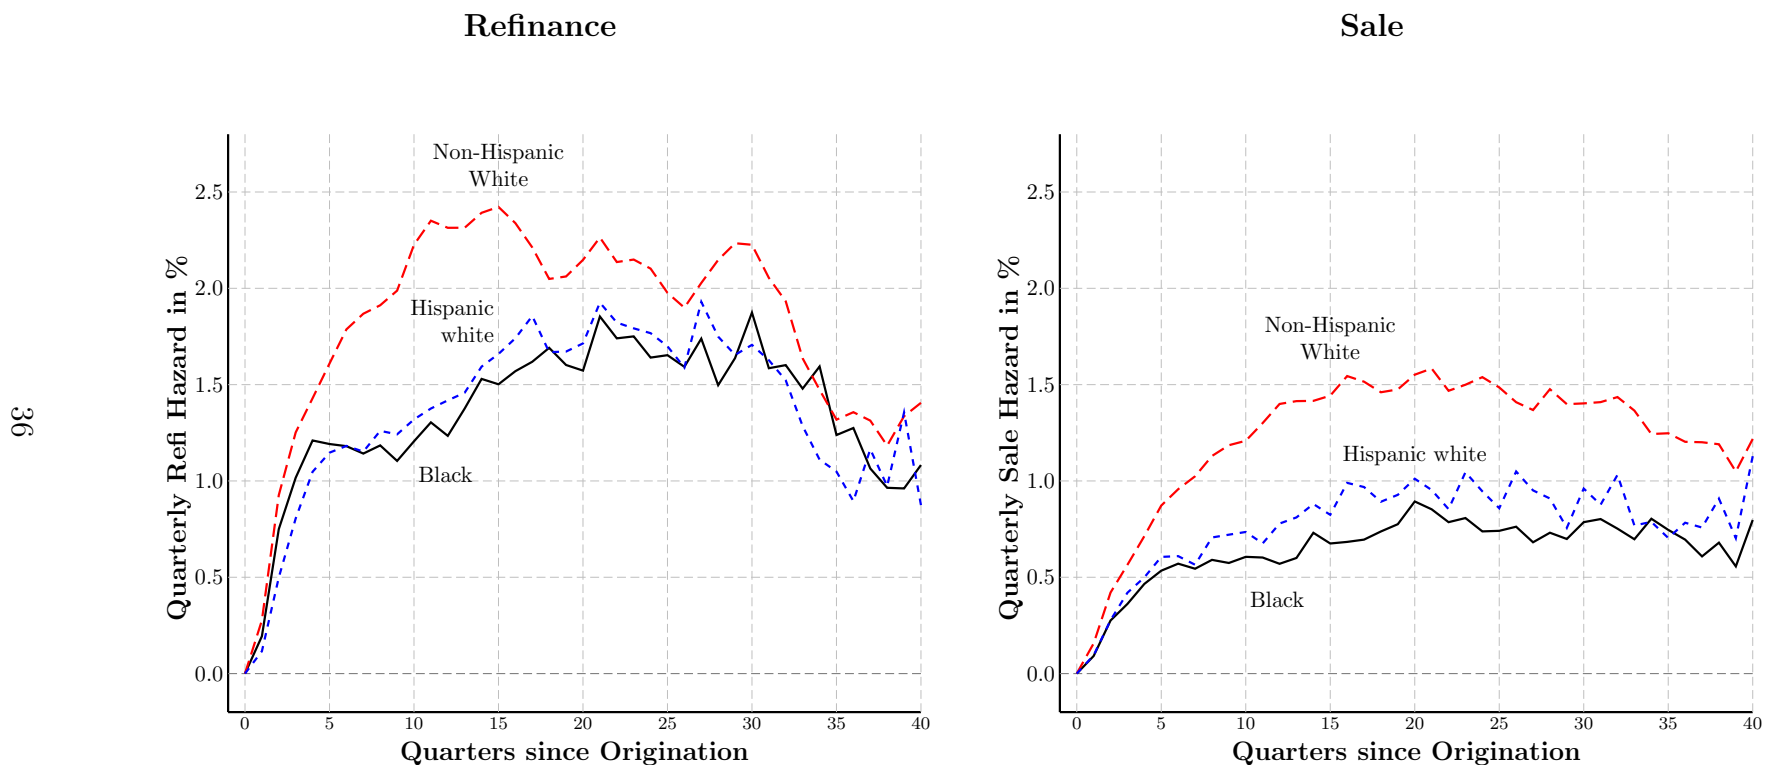 Refinance
Quarterly Refi Hazard in %
2.5
2.0
1.5
1.0
0.5
0.0
Non-Hispanic
White
Hispanic
white
Black
0 5 10 15 20 25 30 35 40
Quarters since Origination
Sale
Quarterly Sale Hazard in %
2.5
2.0
1.5
1.0
0.5
0.0
Non-Hispanic
White
Hispanic white
Black
0 5 10 15 20 25 30 35 40
Quarters since Origination
36